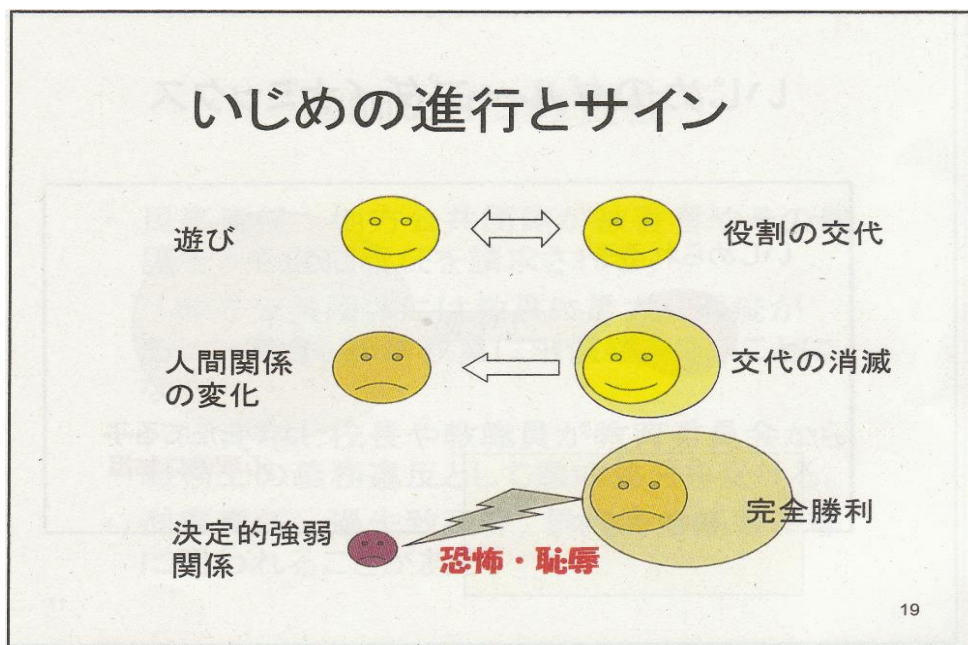 いじめの進行とサイン
遊び
役割の交代
人間関係
の変化
交代の消滅
決定的強弱
関係
恐怖・恥辱
完全勝利
19